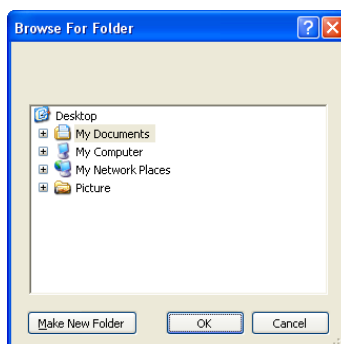 Browse For Folder
Desktop
My Documents
My Computer
My Network Places
Picture
Make New Folder
OK
Cancel